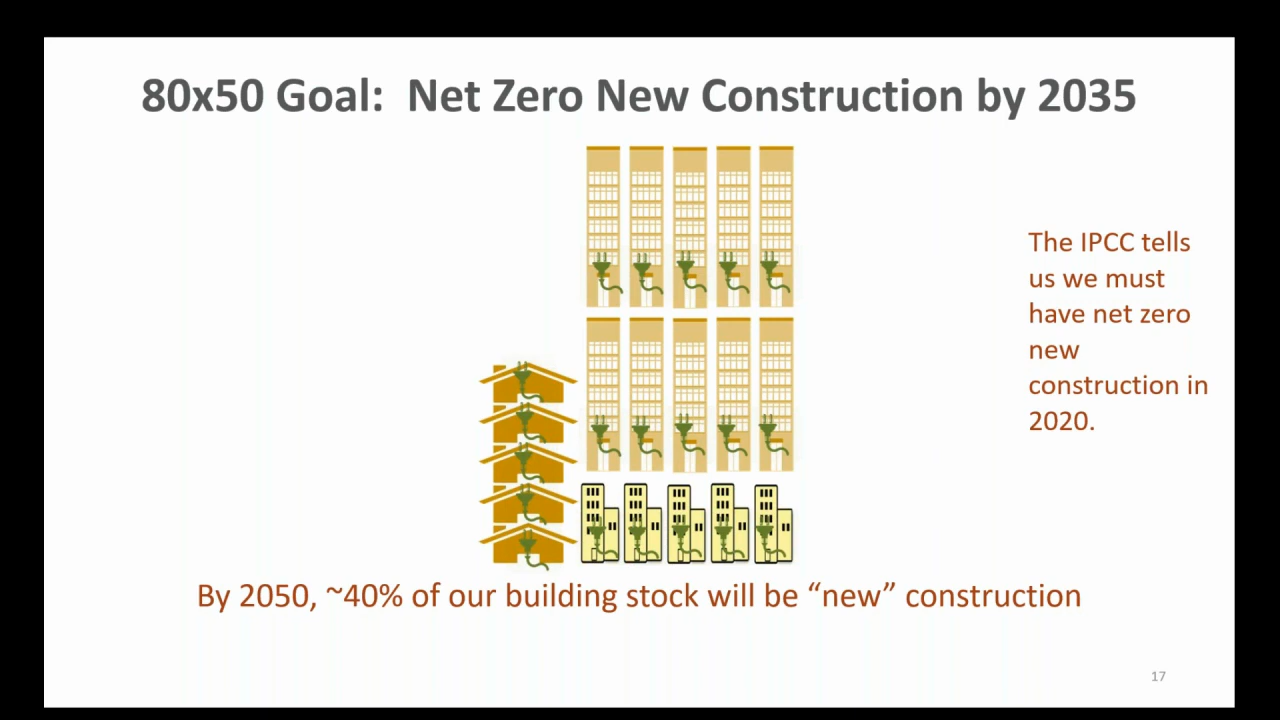 80x50 Goal:  Net Zero New Construction by 2035
The IPCC tells
us we must
have net zero
new
construction in
2020.
By 2050, ~40% of our building stock will be “new” construction
17